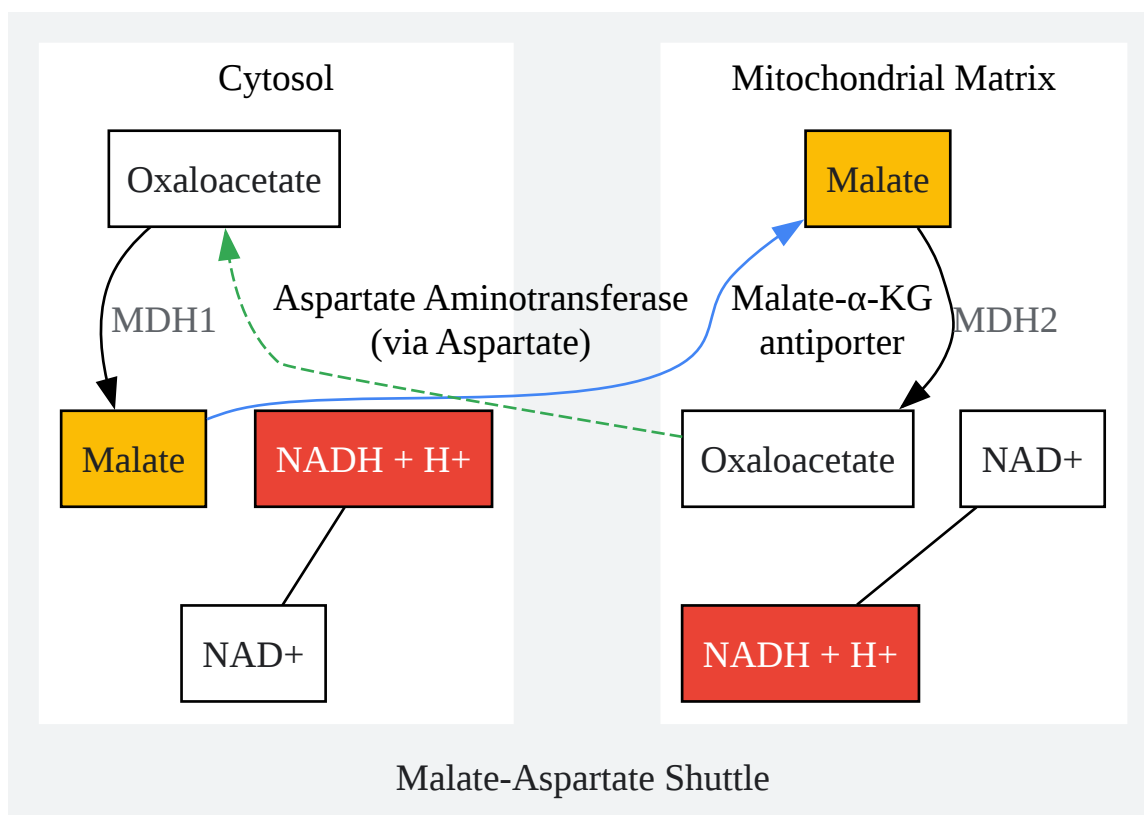 Cytosol
Mitochondrial Matrix
Oxaloacetate
Malate
MDH1
Aspartate Aminotransferase
(via Aspartate)
Malate-α-KG
antiporter
MDH2
Malate
NADH + H+
Oxaloacetate
NAD+
NAD+
NADH + H+
Malate-Aspartate Shuttle